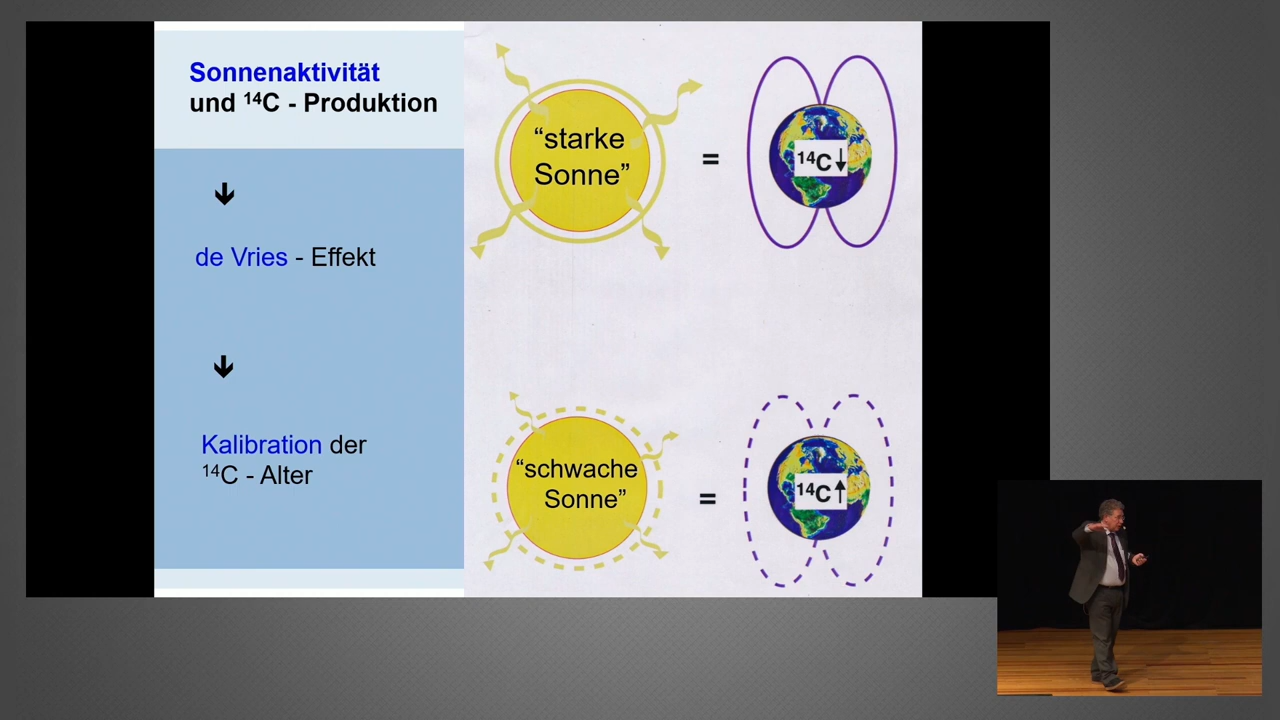 Sonnenaktivität
und ¹⁴C - Produktion
↓
de Vries - Effekt
↓
Kalibration der
¹⁴C - Alter
“starke
Sonne”
=
¹⁴C↓
“schwache
Sonne”
=
¹⁴C↑